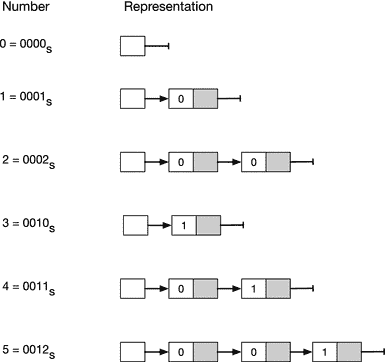 Number Representation
0 = 0000s
1 = 0001s
0
2 = 0002s
0 0
3 = 0010s
1
4 = 0011s
0 1
5 = 0012s
0 0 1